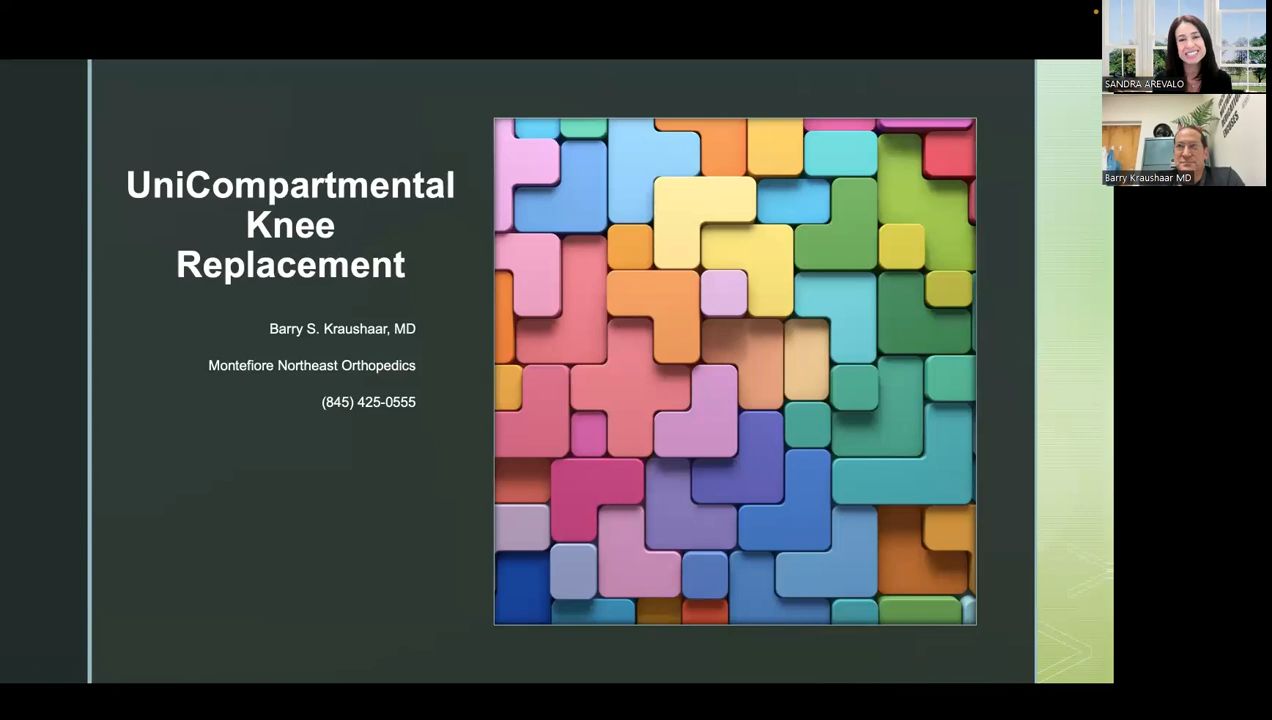 UniCompartmental
Knee
Replacement
Barry S. Kraushaar, MD
Montefiore Northeast Orthopedics
(845) 425-0555
SANDRA AREVALO
Barry Kraushaar MD